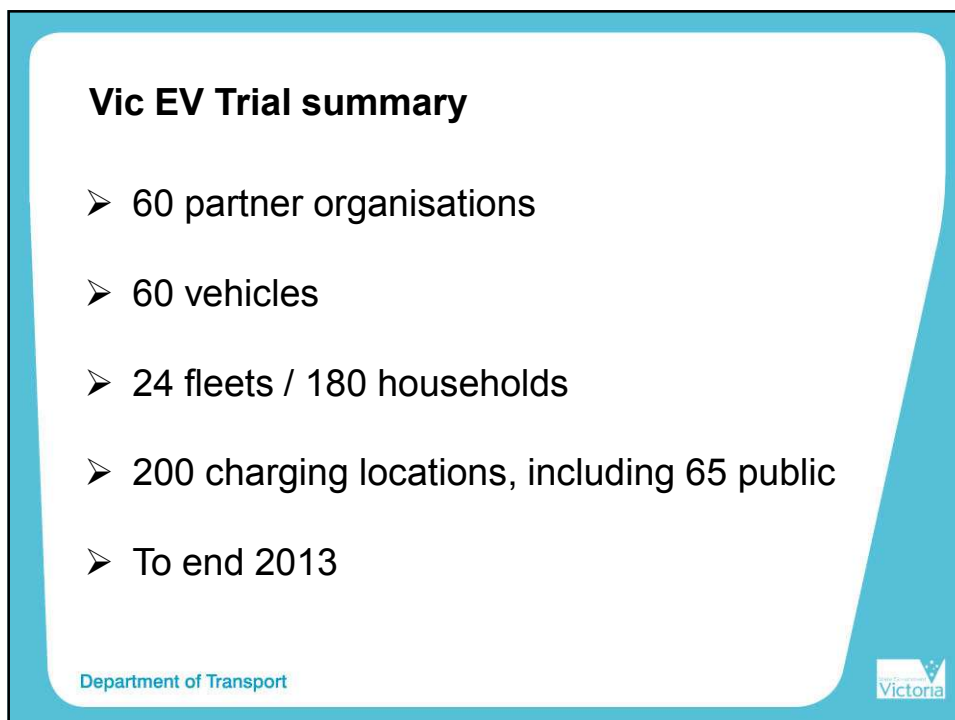 Vic EV Trial summary
➢ 60 partner organisations
➢ 60 vehicles
➢ 24 fleets / 180 households
➢ 200 charging locations, including 65 public
➢ To end 2013
Department of Transport
Victoria